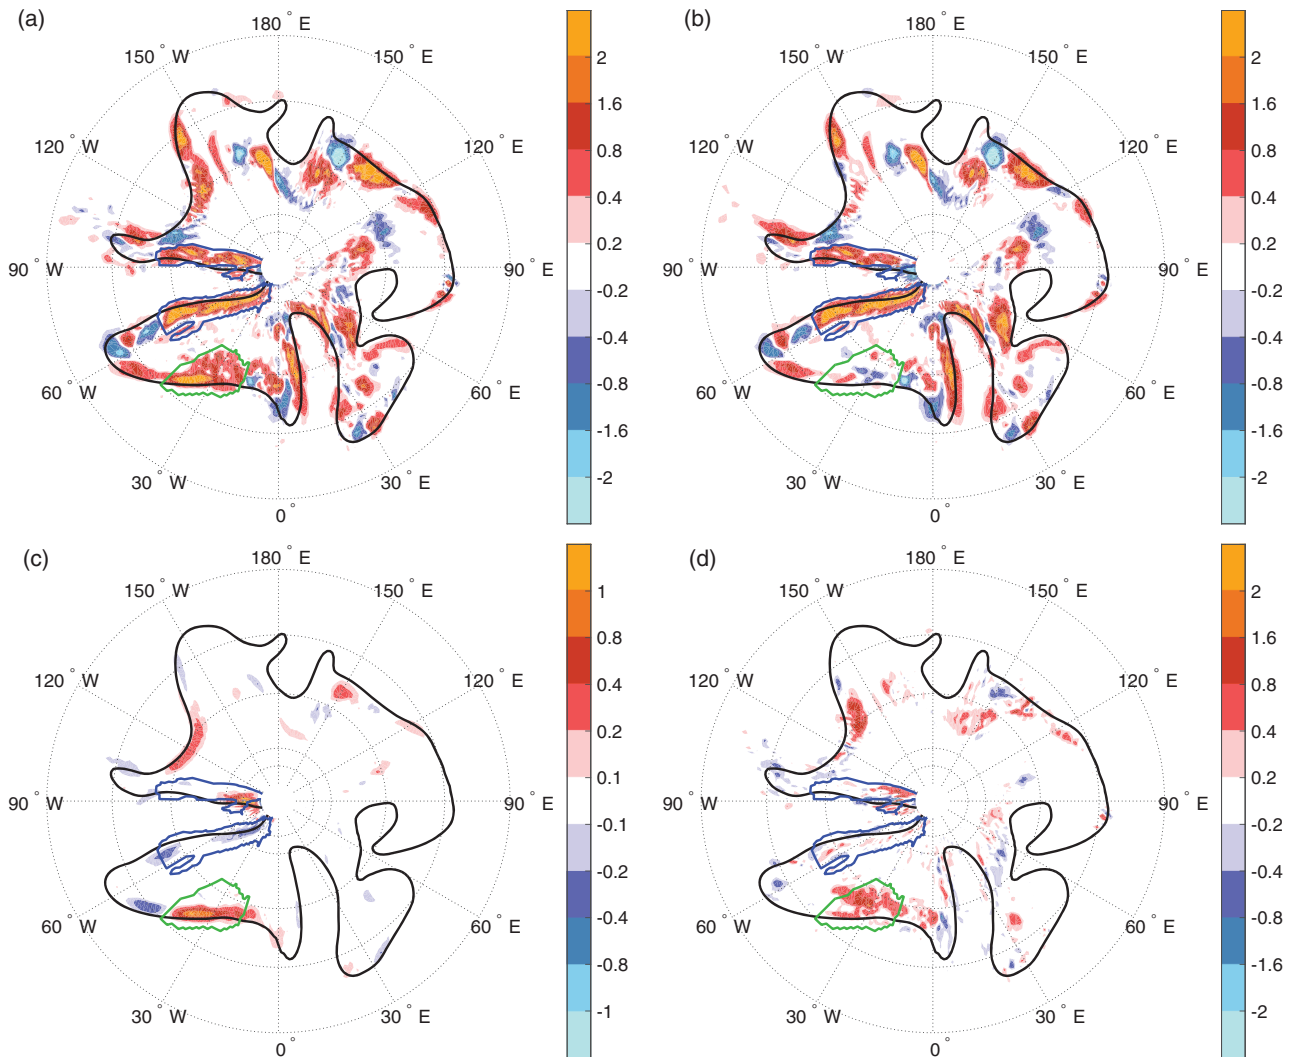 (a)
180 ° E
150 ° E
120 ° E
90 ° E
60 ° E
30 ° E
0 °
30 ° W
60 ° W
90 ° W
120 ° W
150 ° W
2
1.6
0.8
0.4
0.2
-0.2
-0.4
-0.8
-1.6
-2
(b)
180 ° E
150 ° E
120 ° E
90 ° E
60 ° E
30 ° E
0 °
30 ° W
60 ° W
90 ° W
120 ° W
150 ° W
2
1.6
0.8
0.4
0.2
-0.2
-0.4
-0.8
-1.6
-2
(c)
180 ° E
150 ° E
120 ° E
90 ° E
60 ° E
30 ° E
0 °
30 ° W
60 ° W
90 ° W
120 ° W
150 ° W
1
0.8
0.4
0.2
0.1
-0.1
-0.2
-0.4
-0.8
-1
(d)
180 ° E
150 ° E
120 ° E
90 ° E
60 ° E
30 ° E
0 °
30 ° W
60 ° W
90 ° W
120 ° W
150 ° W
2
1.6
0.8
0.4
0.2
-0.2
-0.4
-0.8
-1.6
-2